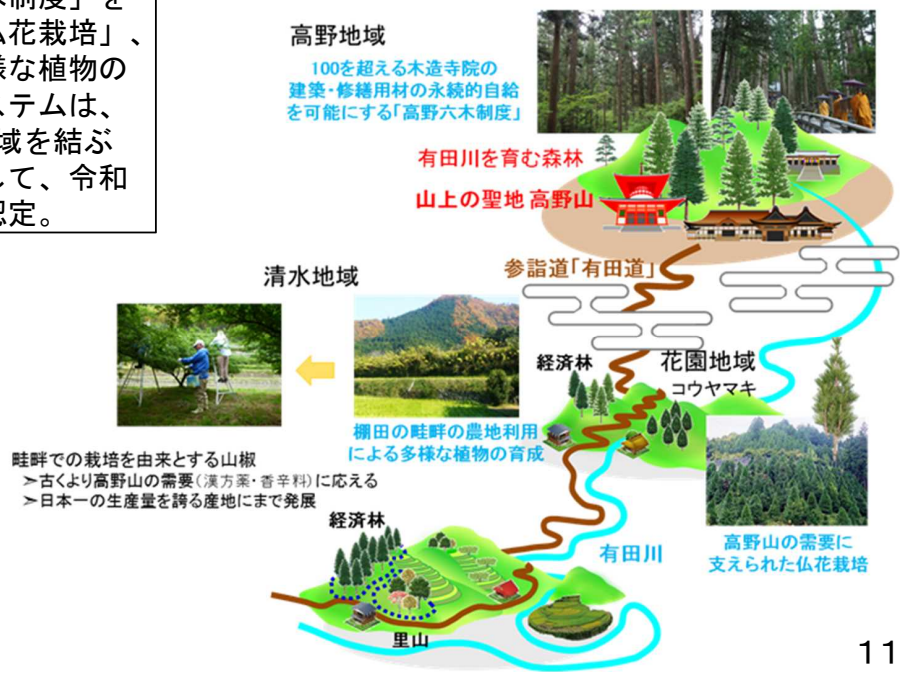 仏花栽培」、
様な植物の
ステムは、
域を結ぶ
して、令和
認定。
高野地域
100を超える木造寺院の
建築・修繕用材の永続的自給
を可能にする「高野六木制度」
有田川を育む森林
山上の聖地 高野山
参詣道「有田道」
清水地域
経済林
花園地域
コウヤマキ
棚田の畦畔の農地利用
による多様な植物の育成
畦畔での栽培を由来とする山椒
➢古くより高野山の需要(漢方薬・香辛料)に応える
➢日本一の生産量を誇る産地にまで発展
高野山の需要に
支えられた仏花栽培
経済林
有田川
里山
11